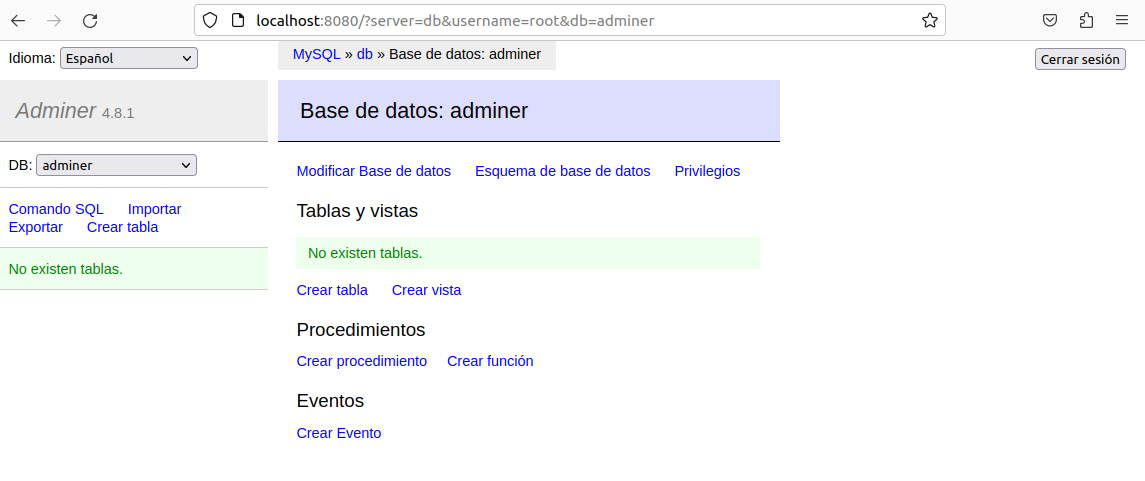 localhost:8080/?server=db&username=root&db=adminer
Idioma: Español
MySQL » db » Base de datos: adminer
Cerrar sesión
Adminer 4.8.1
Base de datos: adminer
DB: adminer
Modificar Base de datos Esquema de base de datos Privilegios
Comando SQL Importar
Exportar Crear tabla
No existen tablas.
Tablas y vistas
No existen tablas.
Crear tabla Crear vista
Procedimientos
Crear procedimiento Crear función
Eventos
Crear Evento